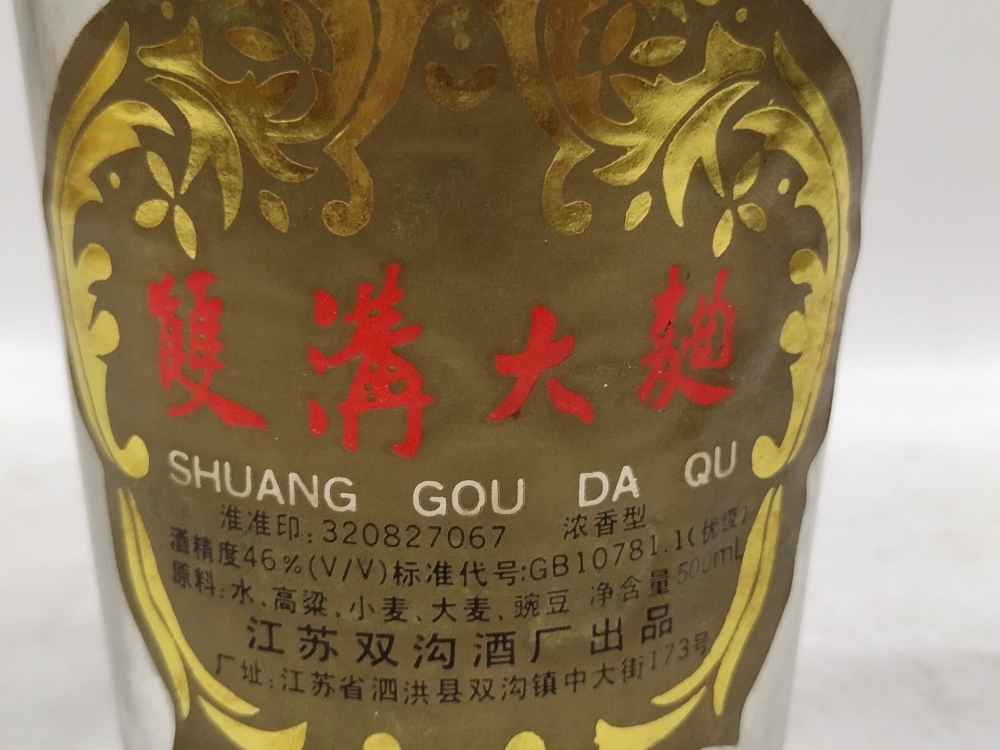 雙溝大麯
SHUANG GOU DA QU
淮准印:320827067 浓香型
酒精度46%(V/V)标准代号:GB10781.1(优级)
原料:水、高粱、小麦、大麦、豌豆 净含量500mL
江苏双沟酒厂出品
厂址:江苏省泗洪县双沟镇中大街173号